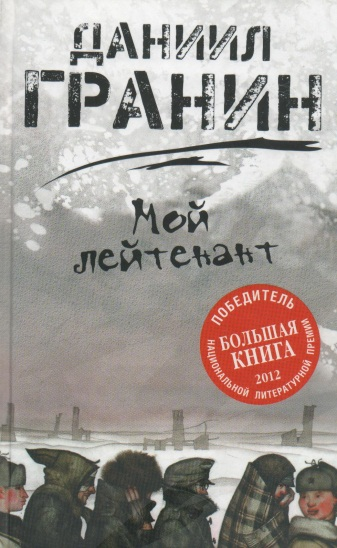 ДАНИИЛ
ГРАНИН
Мой
лейтенант
ПОБЕДИТЕЛЬ
БОЛЬШАЯ
КНИГА
2012
НАЦИОНАЛЬНОЙ ЛИТЕРАТУРНОЙ ПРЕМИИ